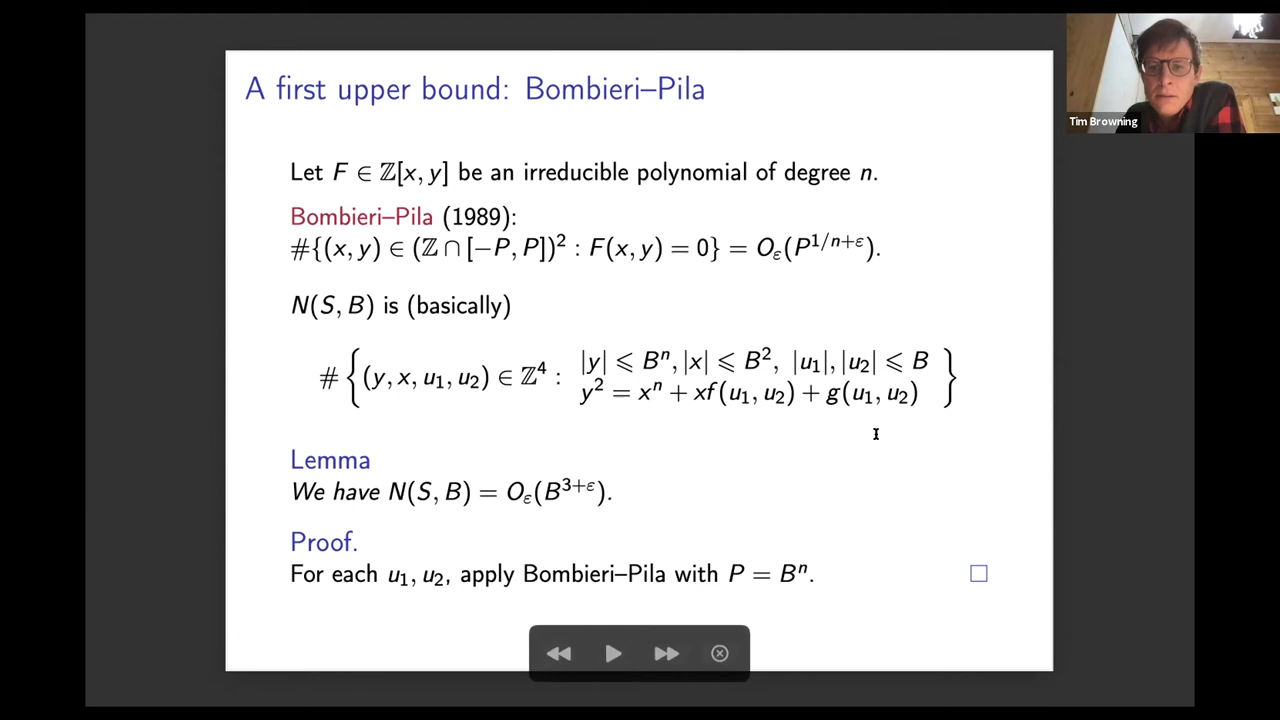 A first upper bound: Bombieri–Pila
Tim Browning
Let F ∈ ℤ[x, y] be an irreducible polynomial of degree n.
Bombieri–Pila (1989):
#{(x, y) ∈ (ℤ ∩ [−P, P])² : F(x, y) = 0} = O_ε(P^{1/n+ε}).
N(S, B) is (basically)
# { (y, x, u₁, u₂) ∈ ℤ⁴ : |y| ⩽ Bⁿ, |x| ⩽ B², |u₁|, |u₂| ⩽ B
y² = xⁿ + xf(u₁, u₂) + g(u₁, u₂) }
Lemma
We have N(S, B) = O_ε(B^{3+ε}).
Proof.
For each u₁, u₂, apply Bombieri–Pila with P = Bⁿ. □